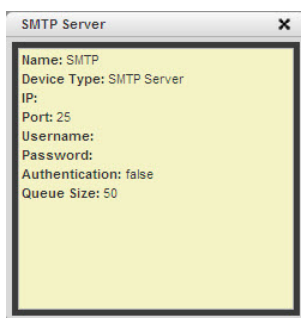 SMTP Server
Name: SMTP
Device Type: SMTP Server
IP:
Port: 25
Username:
Password:
Authentication: false
Queue Size: 50